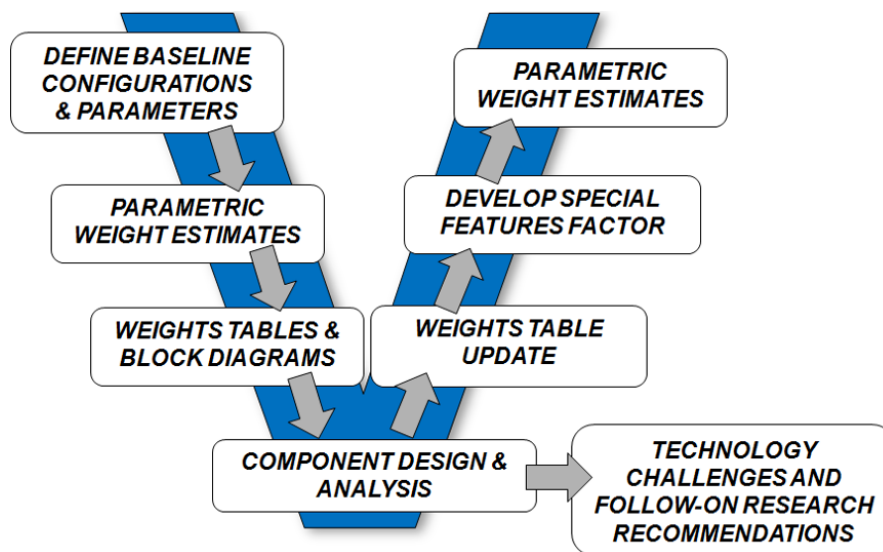 DEFINE BASELINE
CONFIGURATIONS
& PARAMETERS
PARAMETRIC
WEIGHT ESTIMATES
WEIGHTS TABLES &
BLOCK DIAGRAMS
COMPONENT DESIGN &
ANALYSIS
WEIGHTS TABLE
UPDATE
DEVELOP SPECIAL
FEATURES FACTOR
PARAMETRIC
WEIGHT ESTIMATES
TECHNOLOGY
CHALLENGES AND
FOLLOW-ON RESEARCH
RECOMMENDATIONS